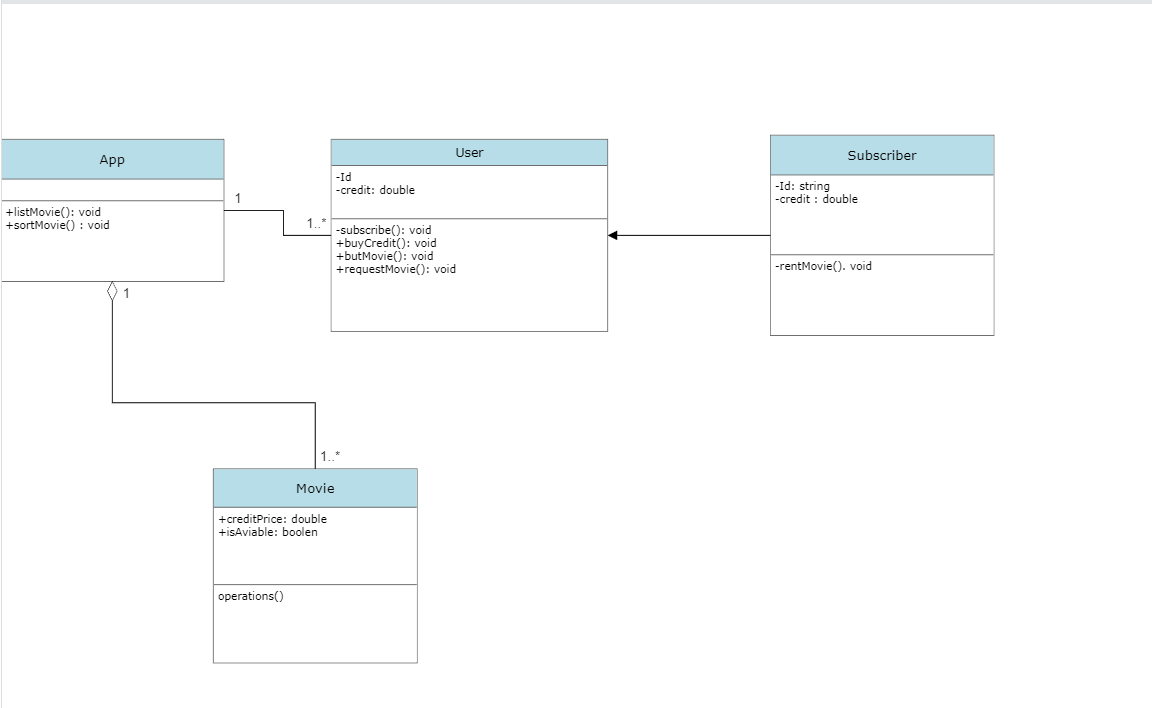 App
+listMovie(): void
+sortMovie() : void
1
1..*
User
-Id
-credit: double
-subscribe(): void
+buyCredit(): void
+butMovie(): void
+requestMovie(): void
Subscriber
-Id: string
-credit : double
-rentMovie(). void
1
1..*
Movie
+creditPrice: double
+isAviable: boolen
operations()